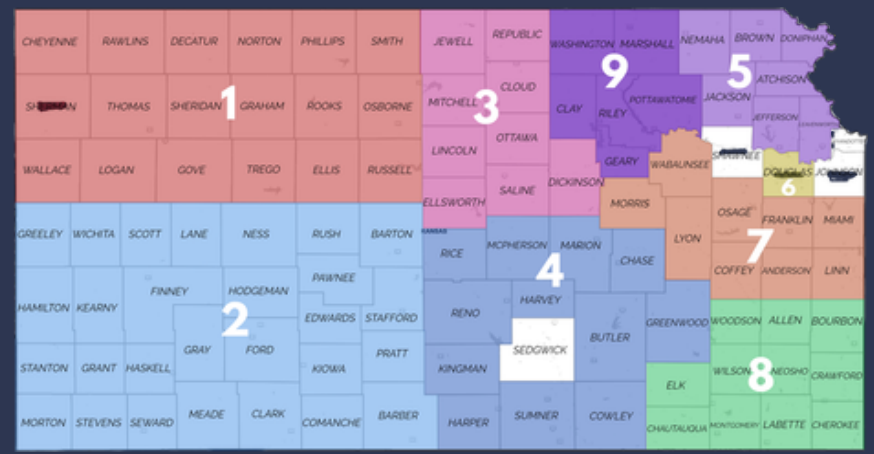 CHEYENNE RAWLINS DECATUR NORTON PHILLIPS SMITH JEWELL REPUBLIC WASHINGTON MARSHALL NEMAHA BROWN DONIPHAN
9 5
ATCHISON
1 THOMAS SHERIDAN GRAHAM ROOKS OSBORNE MITCHELL 3 CLOUD CLAY RILEY POTTAWATOMIE JACKSON
JEFFERSON
LINCOLN OTTAWA
GEARY WABAUNSEE
WALLACE LOGAN GOVE TREGO ELLIS RUSSELL
ELLSWORTH SALINE DICKINSON DOUGLAS
6
MORRIS
KANSAS
GREELEY WICHITA SCOTT LANE NESS RUSH BARTON
RICE MCPHERSON MARION CHASE LYON OSAGE FRANKLIN MIAMI
4 7
COFFEY ANDERSON LINN
HAMILTON KEARNY FINNEY HODGEMAN PAWNEE
2
EDWARDS STAFFORD
RENO HARVEY
BUTLER GREENWOOD WOODSON ALLEN BOURBON
GRAY FORD
SEDGWICK
STANTON GRANT HASKELL KIOWA PRATT
KINGMAN
ELK WILSON NEOSHO CRAWFORD
8
MORTON STEVENS SEWARD MEADE CLARK COMANCHE BARBER
HARPER SUMNER COWLEY CHAUTAUQUA MONTGOMERY LABETTE CHEROKEE